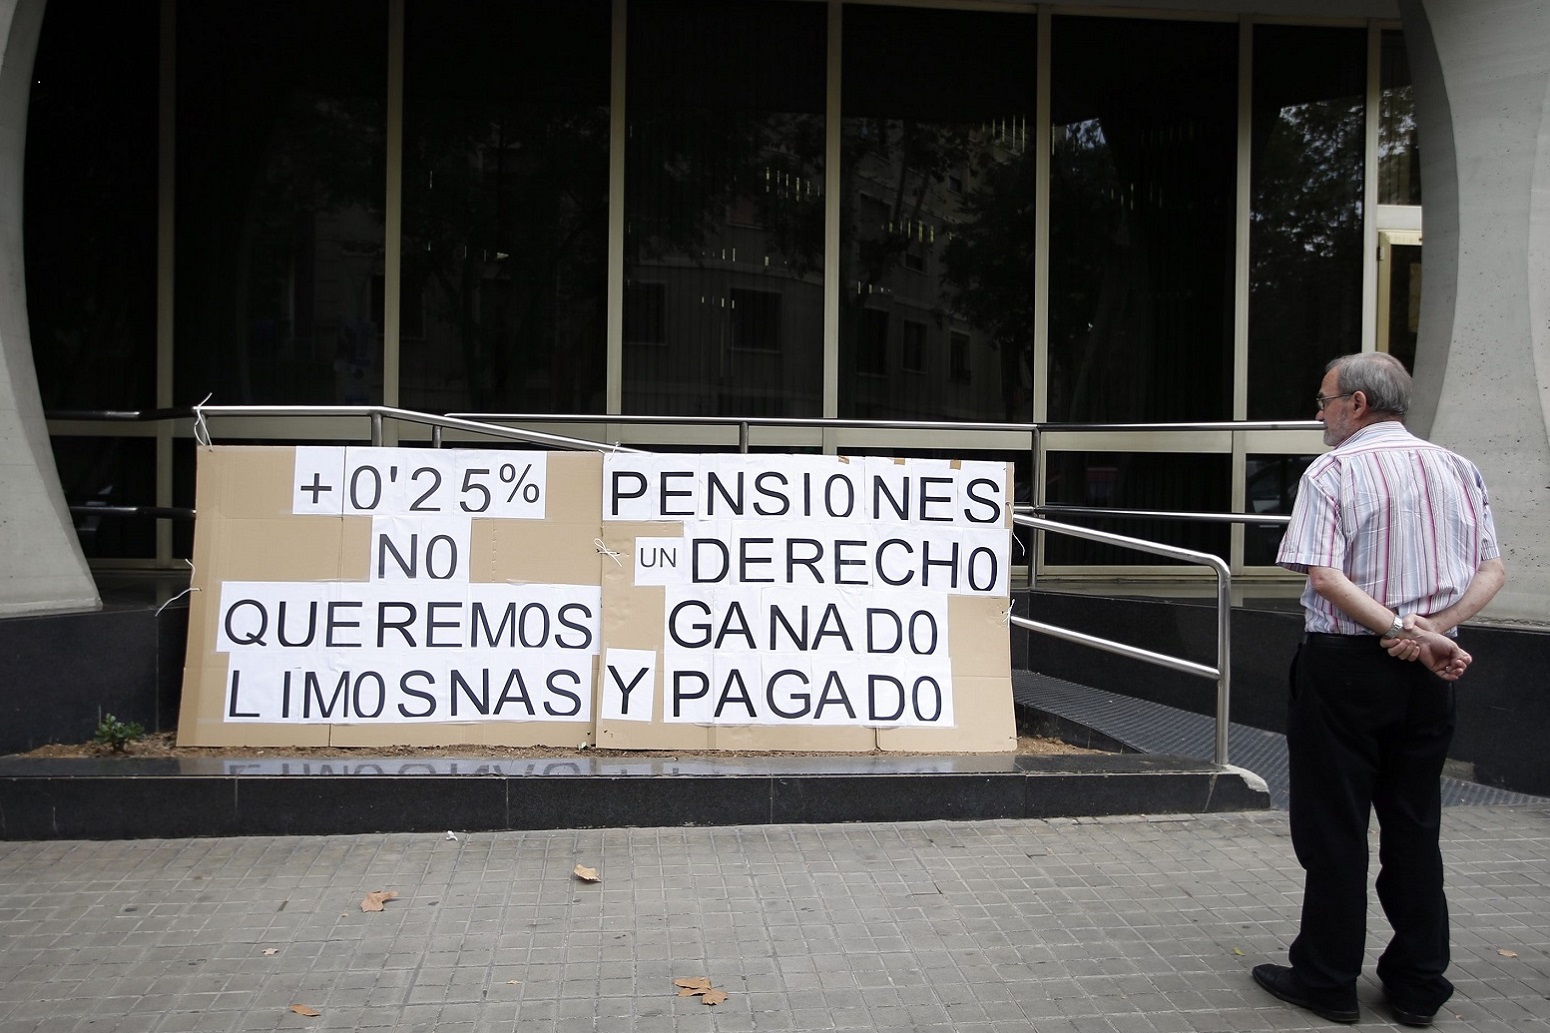 +0'25%
NO
QUEREMOS
LIMOSNAS
PENSIONES
UN DERECHO
GANADO
Y PAGADO